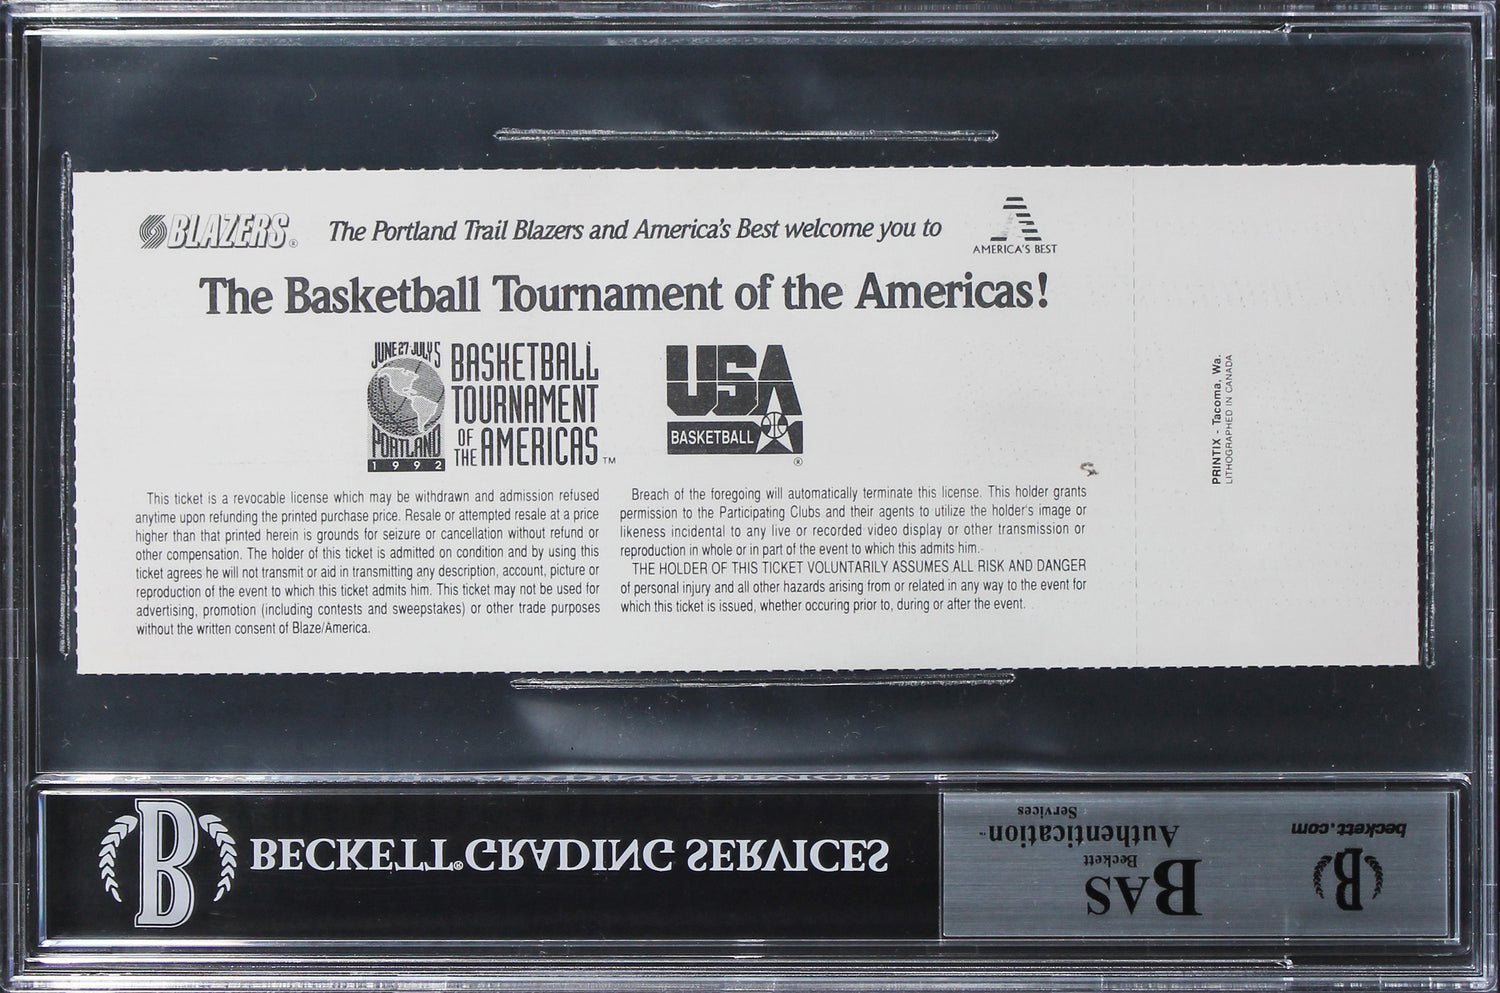 BLAZERS®
The Portland Trail Blazers and America's Best welcome you to
AMERICA'S BEST
The Basketball Tournament of the Americas!
JUNE 27-JULY 5
PORTLAND
1992
BASKETBALL
TOURNAMENT
OF THE AMERICAS™
USA
BASKETBALL
®
This ticket is a revocable license which may be withdrawn and admission refused
anytime upon refunding the printed purchase price. Resale or attempted resale at a price
higher than that printed herein is grounds for seizure or cancellation without refund or
other compensation. The holder of this ticket is admitted on condition and by using this
ticket agrees he will not transmit or aid in transmitting any description, account, picture or
reproduction of the event to which this ticket admits him. This ticket may not be used for
advertising, promotion (including contests and sweepstakes) or other trade purposes
without the written consent of Blaze/America.
Breach of the foregoing will automatically terminate this license. This holder grants
permission to the Participating Clubs and their agents to utilize the holder's image or
likeness incidental to any live or recorded video display or other transmission or
reproduction in whole or in part of the event to which this admits him.
THE HOLDER OF THIS TICKET VOLUNTARILY ASSUMES ALL RISK AND DANGER
of personal injury and all other hazards arising from or related in any way to the event for
which this ticket is issued, whether occuring prior to, during or after the event.
PRINTIX - Tacoma, Wa.
LITHOGRAPHED IN CANADA
GRADING SERVICES
B BECKETT® GRADING SERVICES
BAS
Beckett
Authentication™
Services
B
beckett.com